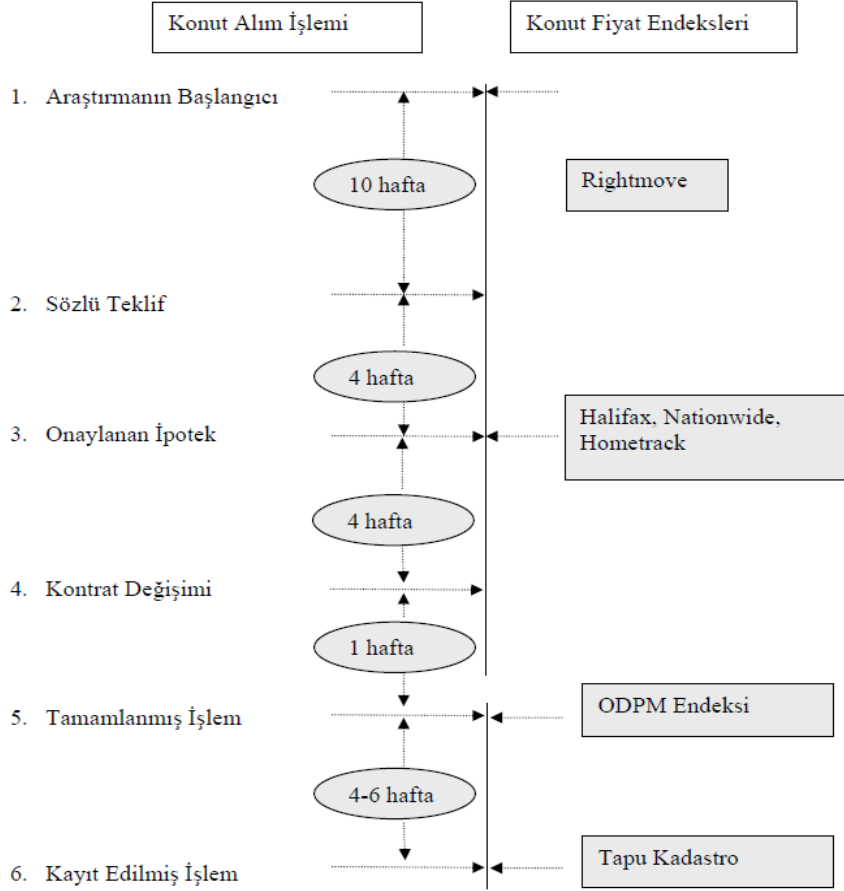 Konut Alım İşlemi
Konut Fiyat Endeksleri
1. Araştırmanın Başlangıcı
10 hafta
Rightmove
2. Sözlü Teklif
4 hafta
Halifax, Nationwide,
Hometrack
3. Onaylanan İpotek
4 hafta
4. Kontrat Değişimi
1 hafta
ODPM Endeksi
5. Tamamlanmış İşlem
4-6 hafta
Tapu Kadastro
6. Kayıt Edilmiş İşlem